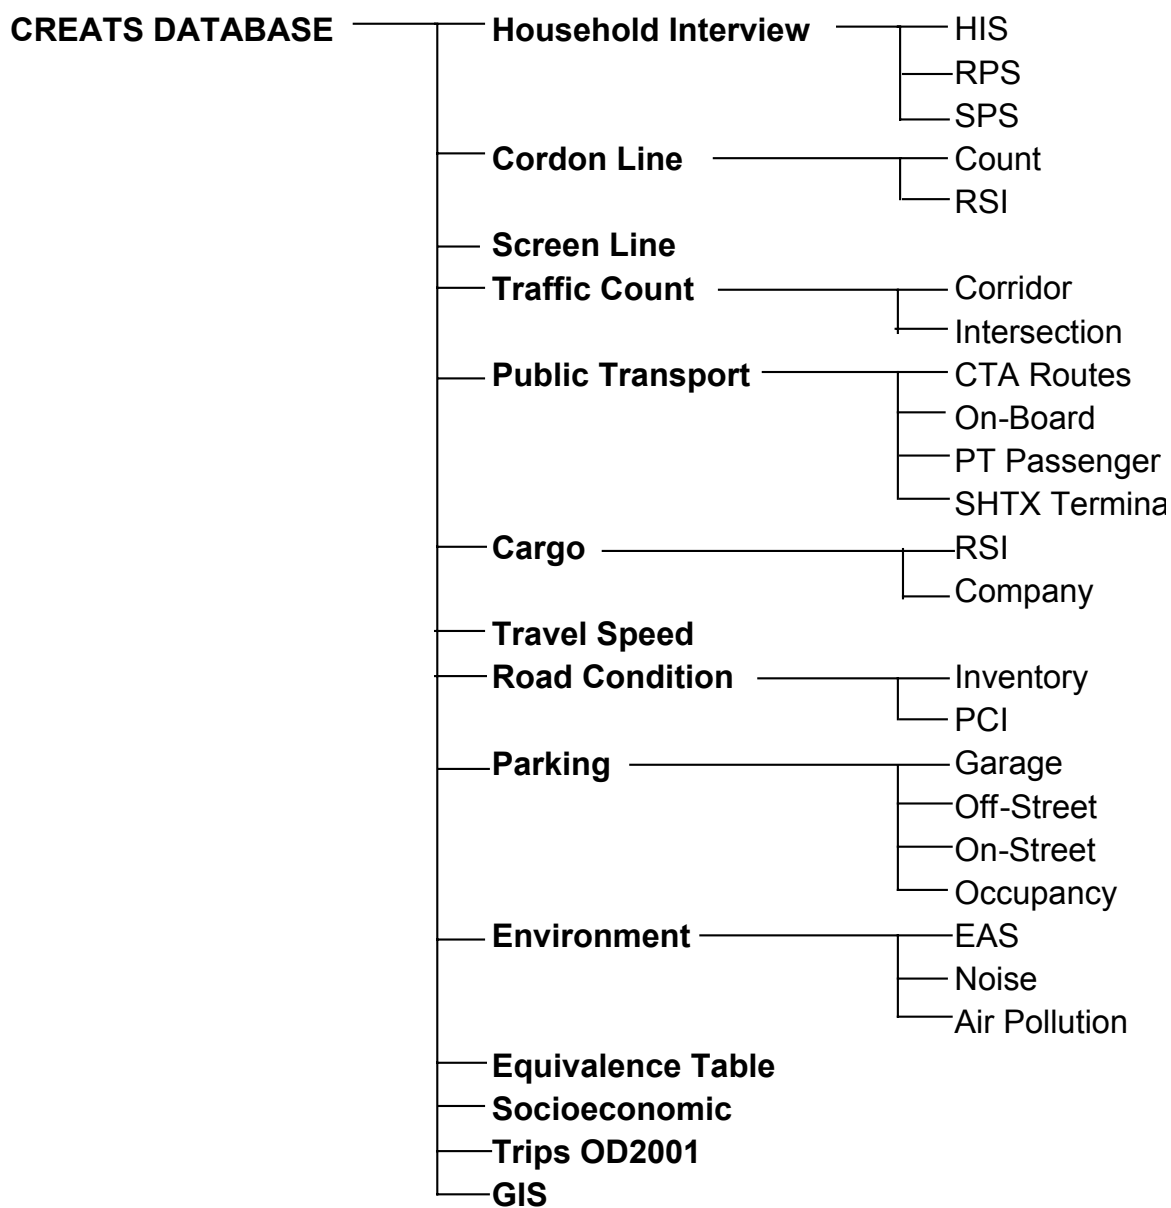 CREATS DATABASE Household Interview HIS
RPS
SPS
Cordon Line Count
RSI
Screen Line
Traffic Count Corridor
Intersection
Public Transport CTA Routes
On-Board
PT Passenger
SHTX Termina
Cargo RSI
Company
Travel Speed
Road Condition Inventory
PCI
Parking Garage
Off-Street
On-Street
Occupancy
Environment EAS
Noise
Air Pollution
Equivalence Table
Socioeconomic
Trips OD2001
GIS